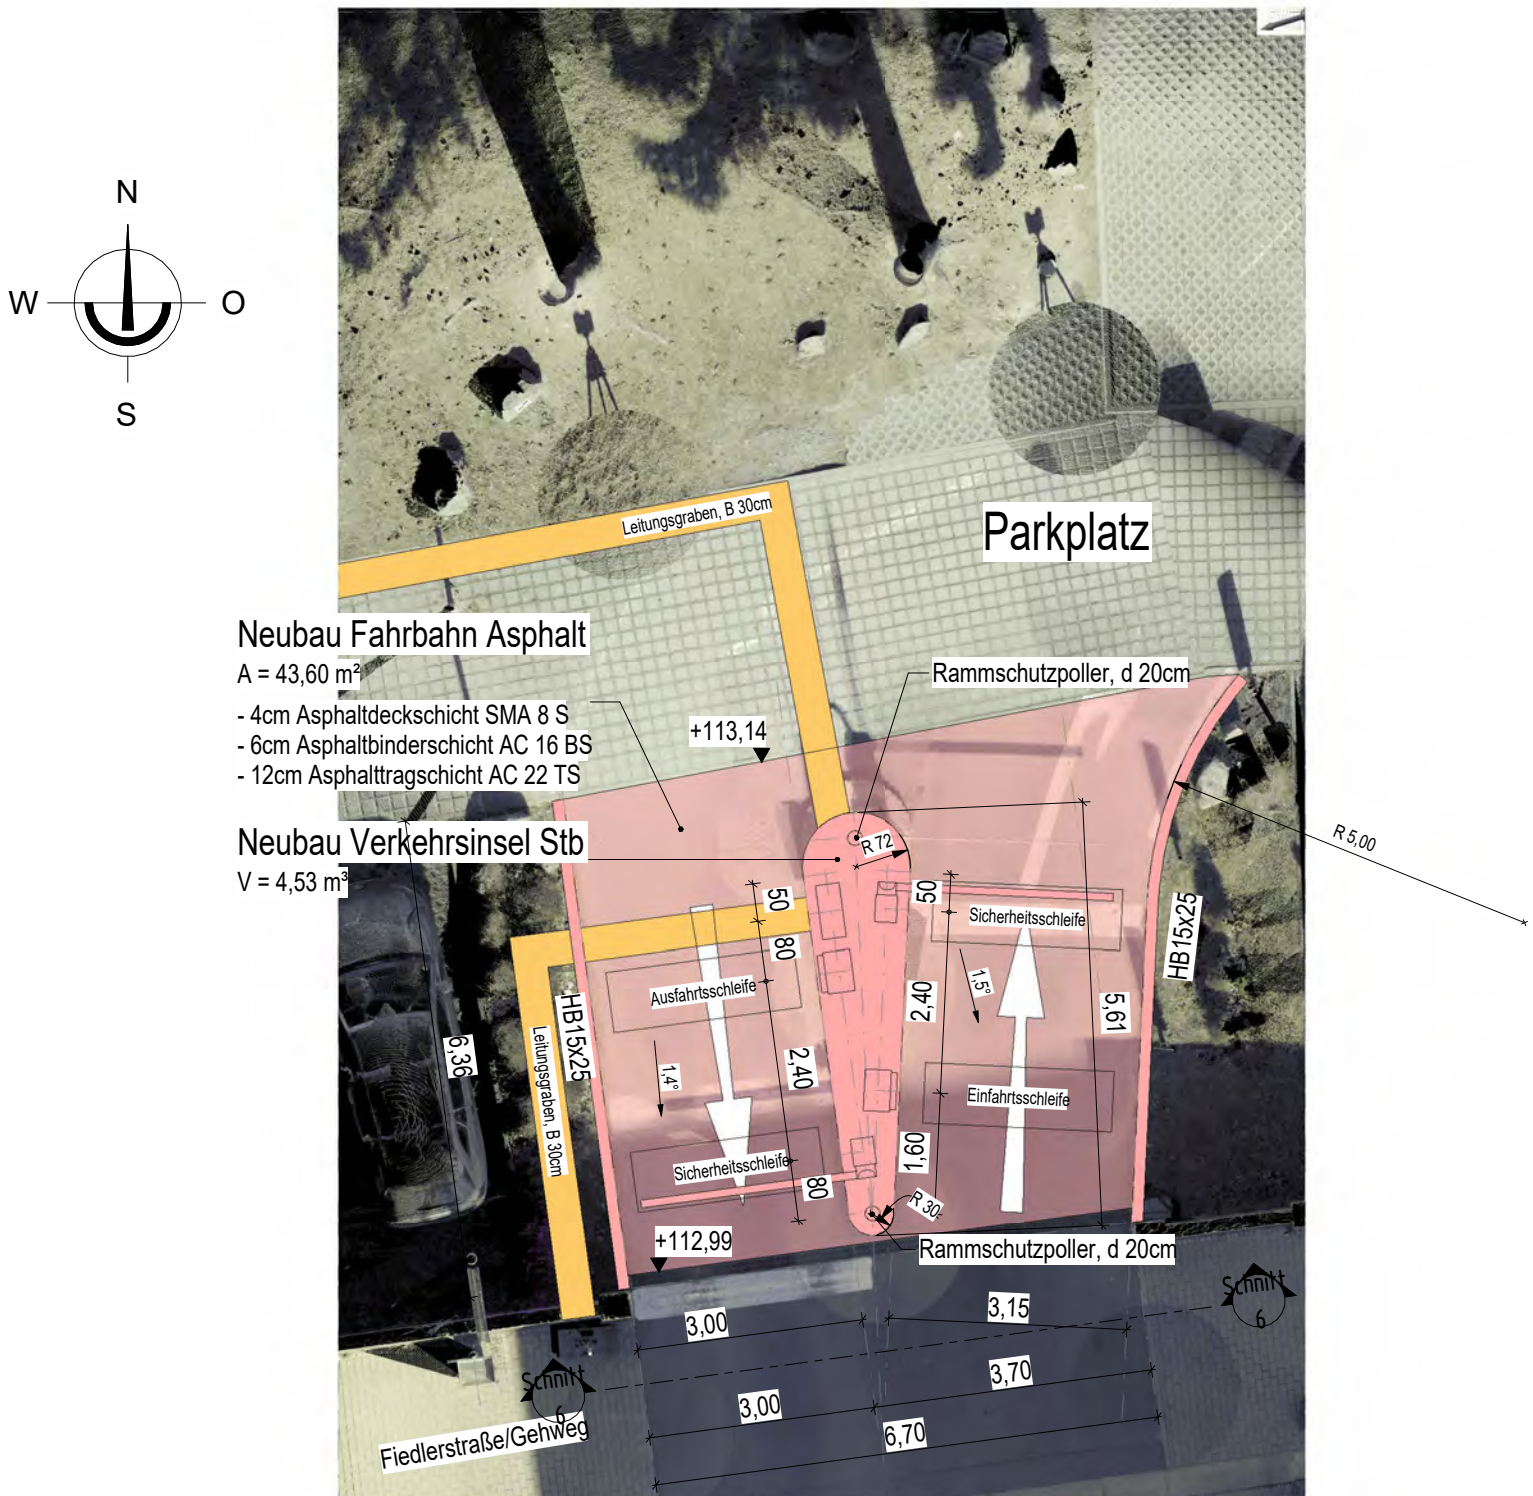 N
W
O
S
Leitungsgraben, B 30cm
Parkplatz
Neubau Fahrbahn Asphalt
A = 43,60 m²
- 4cm Asphaltdeckschicht SMA 8 S
- 6cm Asphaltbinderschicht AC 16 BS
- 12cm Asphalttragschicht AC 22 TS
Rammschutzpoller, d 20cm
+113,14
Neubau Verkehrsinsel Stb
V = 4,53 m³
R 72
R 5,00
50
50
80
Sicherheitsschleife
HB15x25
Ausfahrtsschleife
1,5°
2,40
5,61
HB15x25
6,36
Leitungsgraben, B 30cm
1,4°
2,40
Einfahrtsschleife
1,60
Sicherheitsschleife
80
R 30
+112,99
Rammschutzpoller, d 20cm
Schnitt
6
3,00
3,15
Schnitt
6
3,70
3,00
6,70
Fiedlerstraße/Gehweg